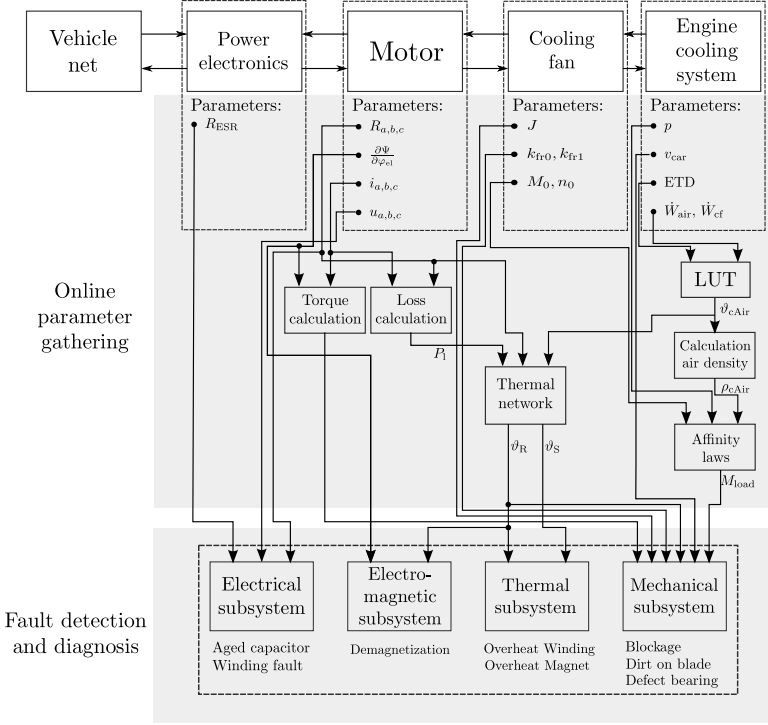 Vehicle
net
Power
electronics
Motor
Cooling
fan
Engine
cooling
system
Parameters:
R_ESR
Parameters:
R_{a,b,c}
∂Ψ/∂φ_el
i_{a,b,c}
u_{a,b,c}
Parameters:
J
k_fr0, k_fr1
M_0, n_0
Parameters:
p
v_car
ETD
Ẇ_air, Ẇ_cf
Online
parameter
gathering
LUT
ϑ_cAir
Torque
calculation
Loss
calculation
P_l
Calculation
air density
ρ_cAir
Thermal
network
ϑ_R
ϑ_S
Affinity
laws
M_load
Fault detection
and diagnosis
Electrical
subsystem
Aged capacitor
Winding fault
Electro-
magnetic
subsystem
Demagnetization
Thermal
subsystem
Overheat Winding
Overheat Magnet
Mechanical
subsystem
Blockage
Dirt on blade
Defect bearing